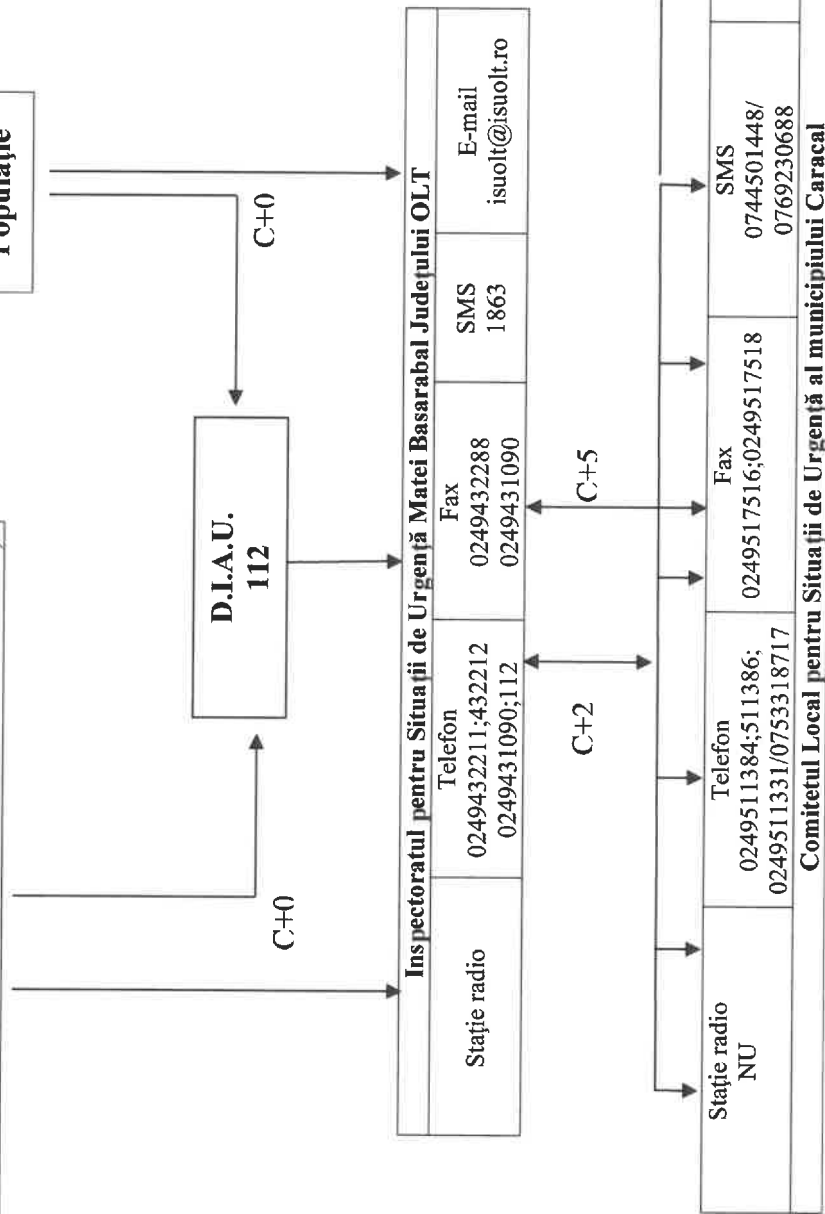 Populație
C+0
D.I.A.U.
112
C+0
Inspectoratul pentru Situații de Urgență Matei Basarabal Județului OLT
Stație radio
Telefon
0249432211;432212
0249431090;112
Fax
0249432288
0249431090
SMS
1863
E-mail
isuolt@isuolt.ro
C+2
C+5
Stație radio
NU
Telefon
0249511384;511386;
0249511331/0753318717
Fax
0249517516;0249517518
SMS
0744501448/
0769230688
Comitetul Local pentru Situații de Urgență al municipiului Caracal